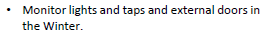 • Monitor lights and taps and external doors in
the Winter.